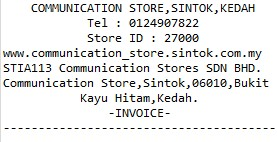 COMMUNICATION STORE,SINTOK,KEDAH
Tel : 0124907822
Store ID : 27000
www.communication_store.sintok.com.my
STIA113 Communication Stores SDN BHD.
Communication Store,Sintok,06010,Bukit
Kayu Hitam,Kedah.
-INVOICE-
----------------------------------------